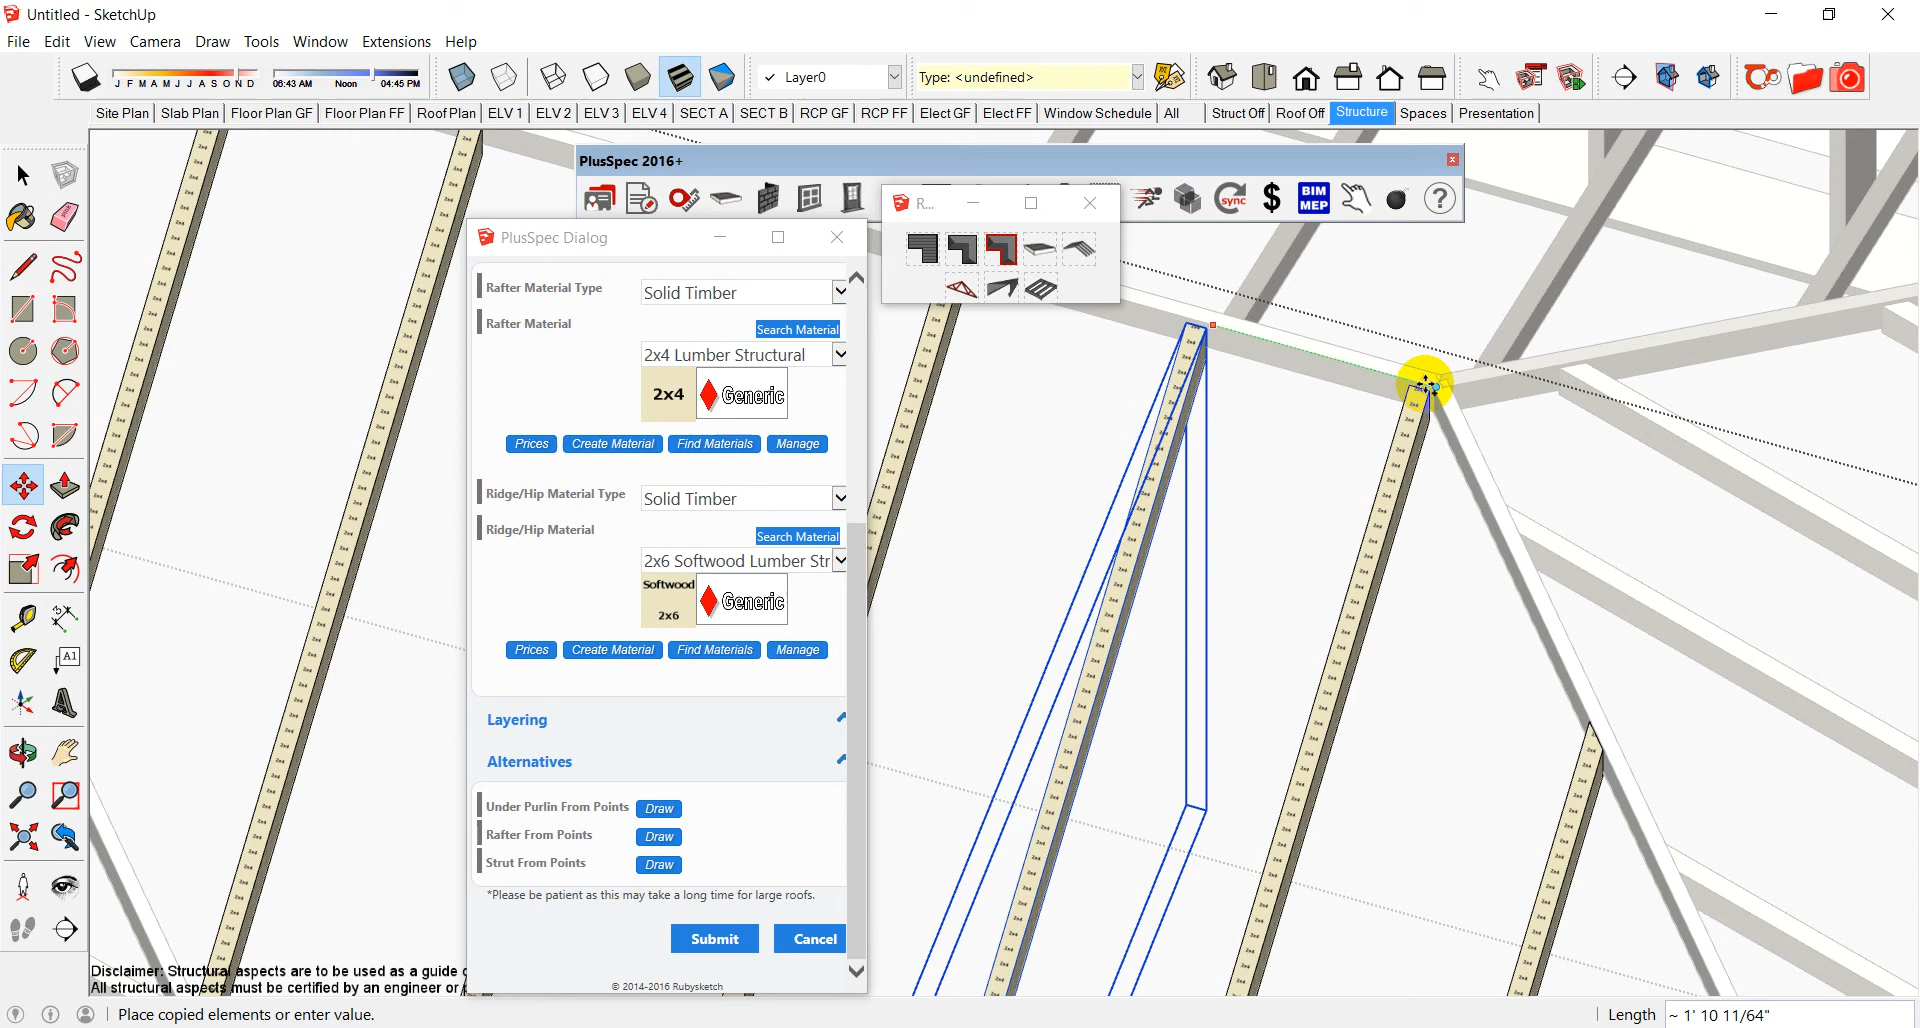 Untitled - SketchUp
File Edit View Camera Draw Tools Window Extensions Help
J F M A M J J A S O N D
06:43 AM Noon 04:45 PM
✓ Layer0
Type: <undefined>
Site Plan Slab Plan Floor Plan GF Floor Plan FF Roof Plan ELV 1 ELV 2 ELV 3 ELV 4 SECT A SECT B RCP GF RCP FF Elect GF Elect FF Window Schedule All Struct Off Roof Off Structure Spaces Presentation
PlusSpec 2016+
sync $ BIM MEP ?
R...
PlusSpec Dialog
Rafter Material Type Solid Timber
Rafter Material
Search Material
2x4 Lumber Structural
2x4 Generic
Prices Create Material Find Materials Manage
Ridge/Hip Material Type Solid Timber
Ridge/Hip Material
Search Material
2x6 Softwood Lumber Str
Softwood
2x6
Generic
Prices Create Material Find Materials Manage
Layering
Alternatives
Under Purlin From Points Draw
Rafter From Points Draw
Strut From Points Draw
*Please be patient as this may take a long time for large roofs.
Submit Cancel
© 2014-2016 Rubysketch
A1
Disclaimer: Structural aspects are to be used as a guide
All structural aspects must be certified by an engineer or
Place copied elements or enter value.
Length ~ 1' 10 11/64"